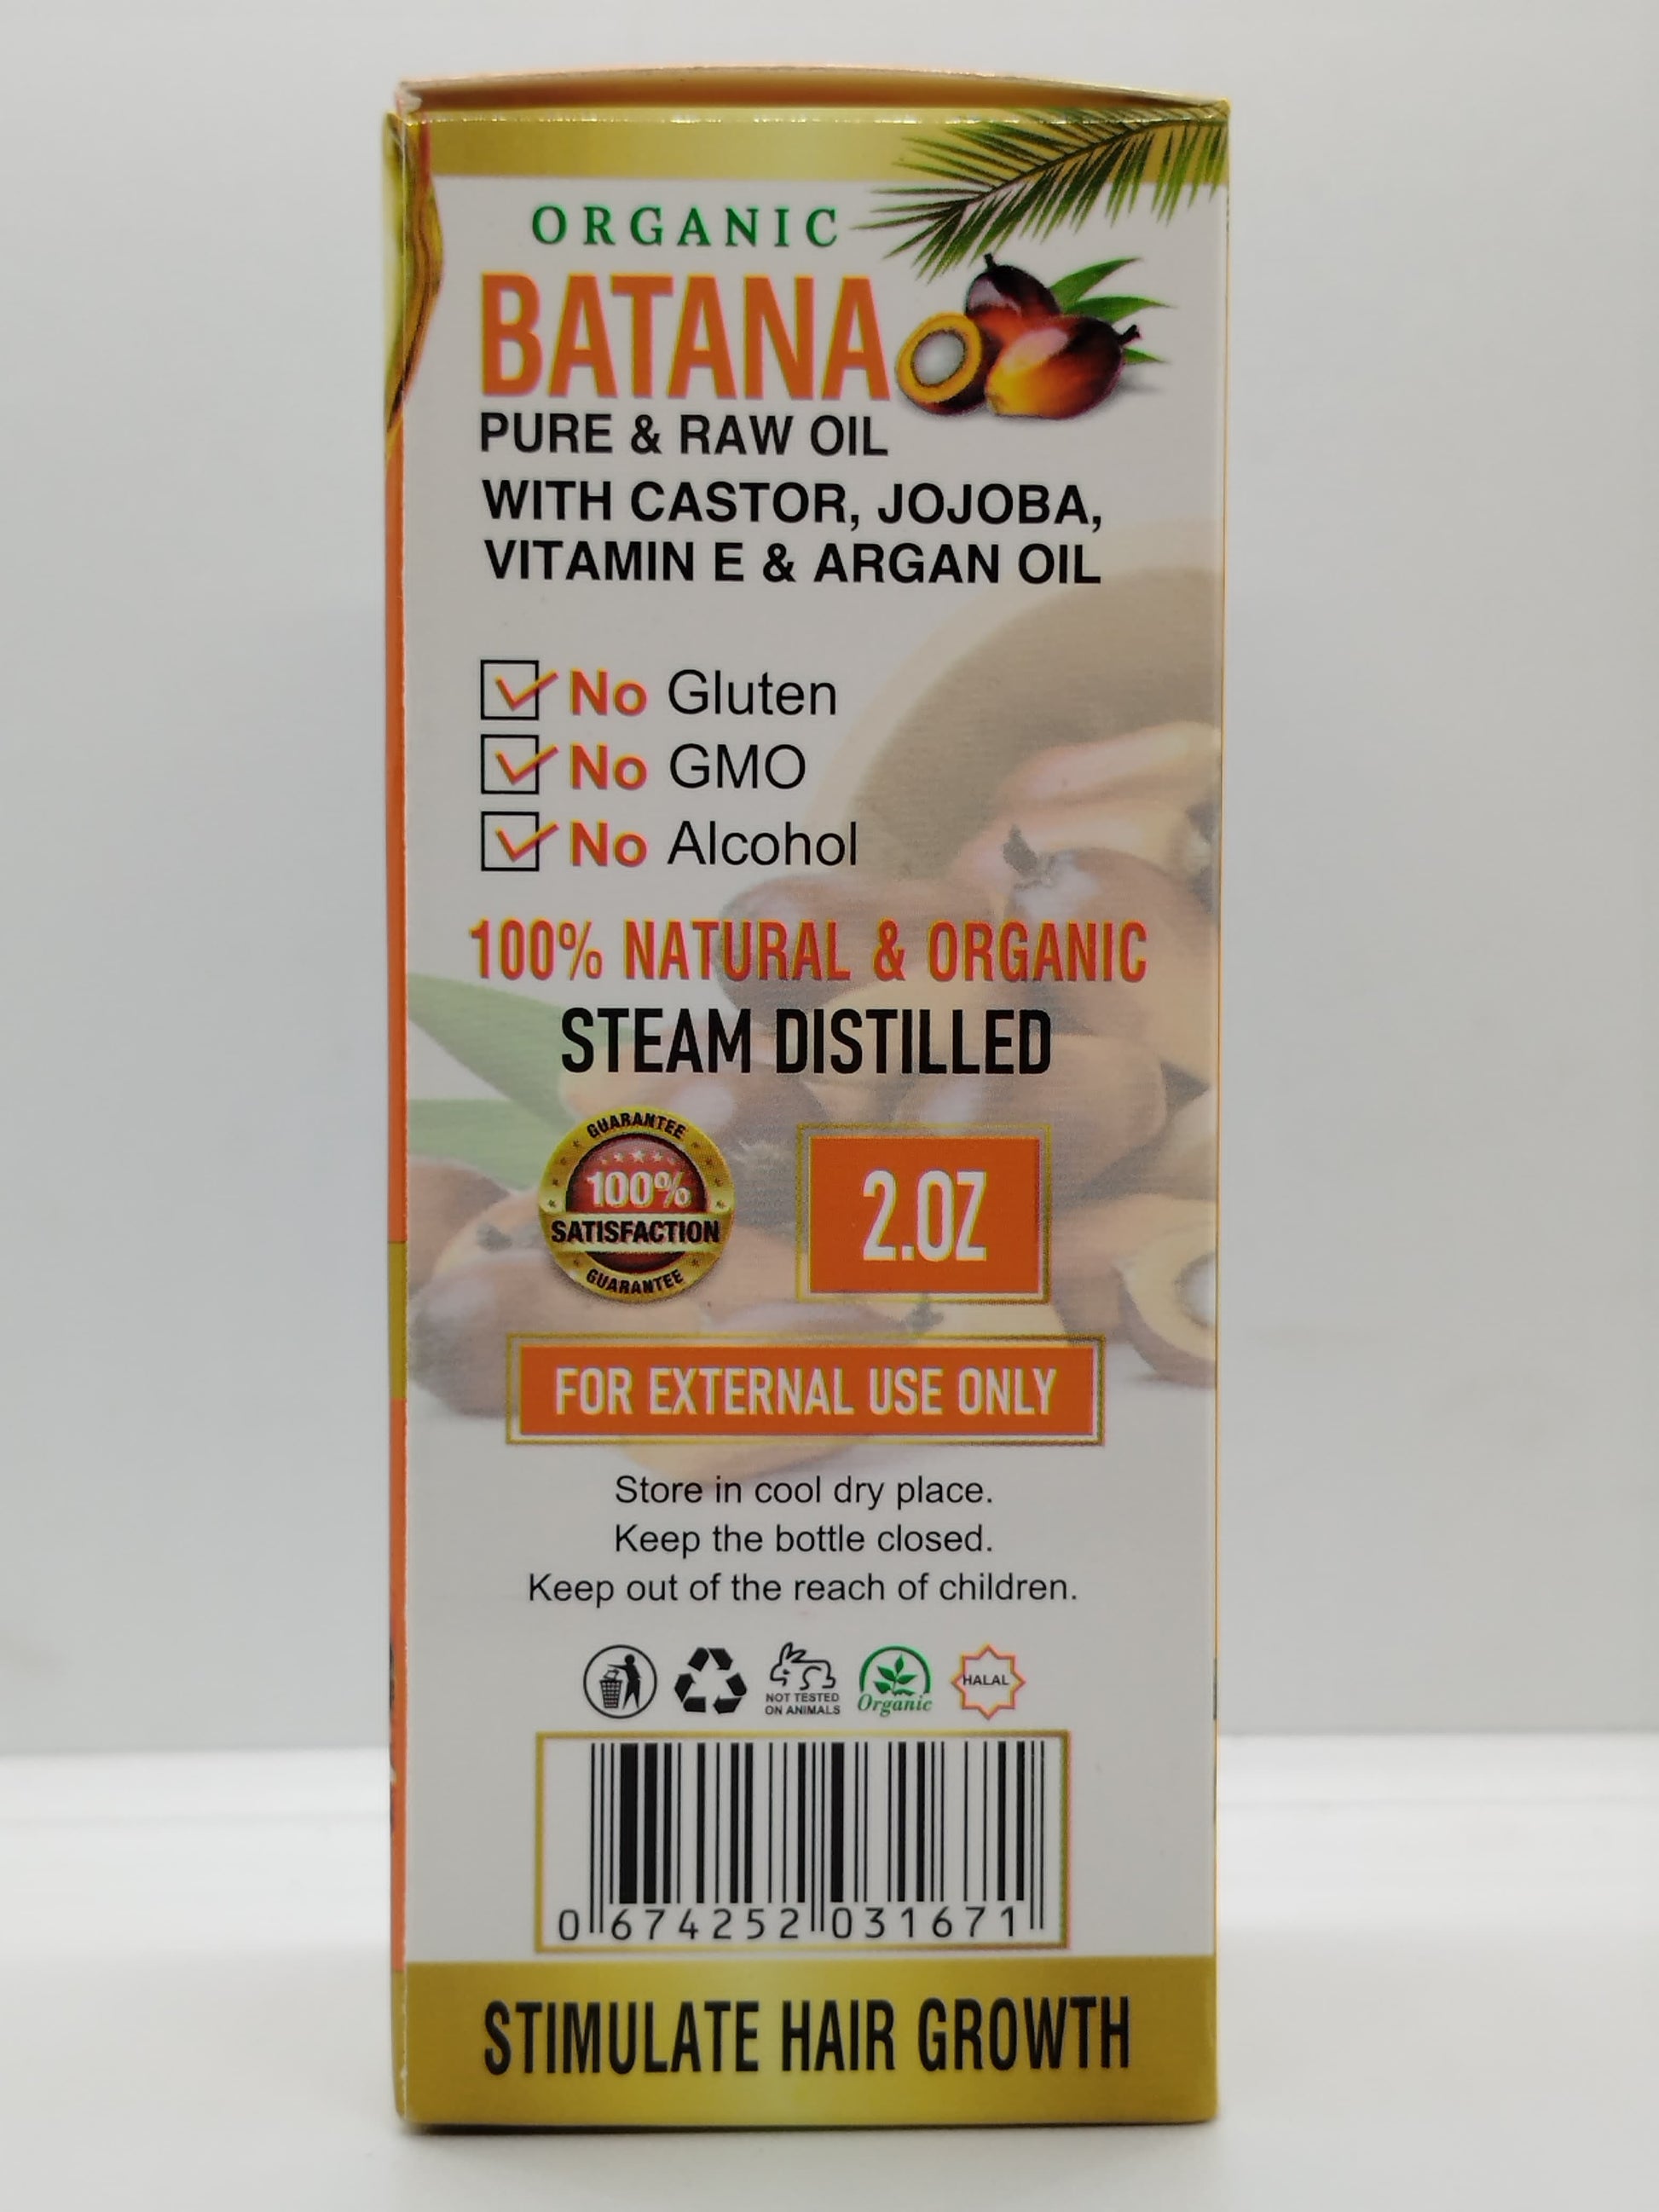 ORGANIC
BATANA
PURE & RAW OIL
WITH CASTOR, JOJOBA,
VITAMIN E & ARGAN OIL
No Gluten
No GMO
No Alcohol
100% NATURAL & ORGANIC
STEAM DISTILLED
GUARANTEE
100%
SATISFACTION
GUARANTEE
2.OZ
FOR EXTERNAL USE ONLY
Store in cool dry place.
Keep the bottle closed.
Keep out of the reach of children.
NOT TESTED
ON ANIMALS
Organic
HALAL
0 674252 031671
STIMULATE HAIR GROWTH